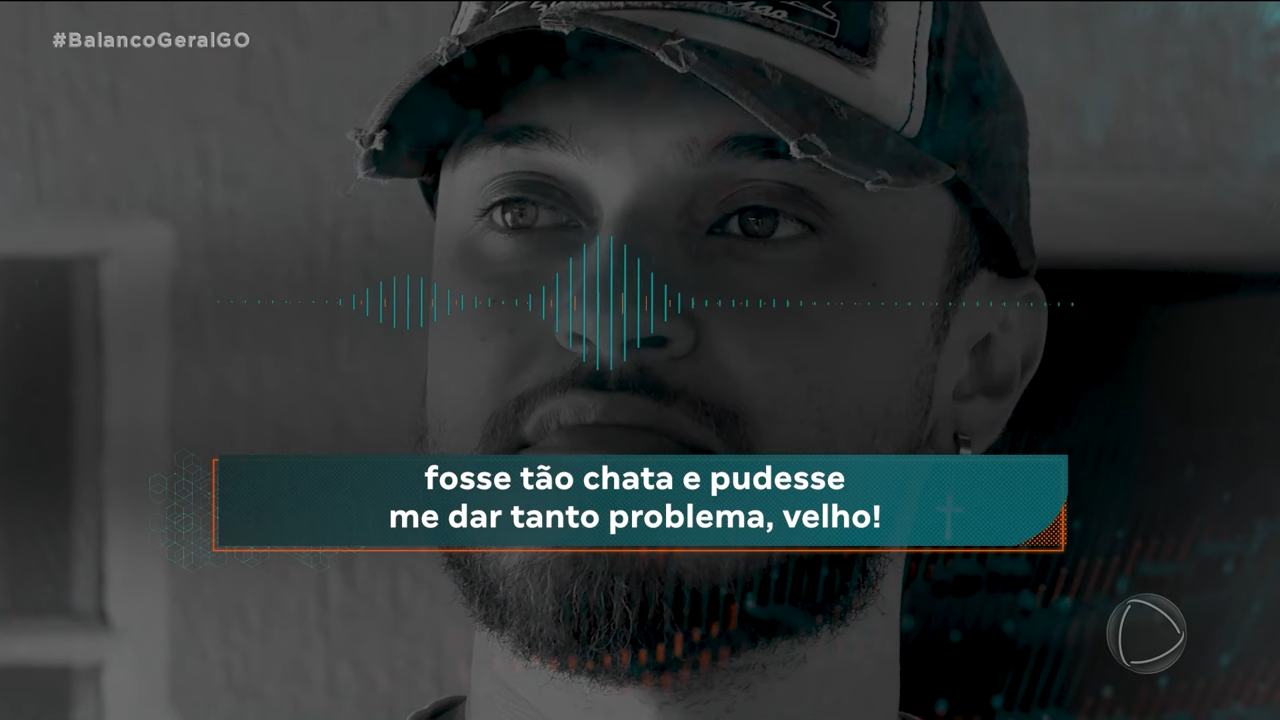 #BalancoGeralGO
fosse tão chata e pudesse
me dar tanto problema, velho!